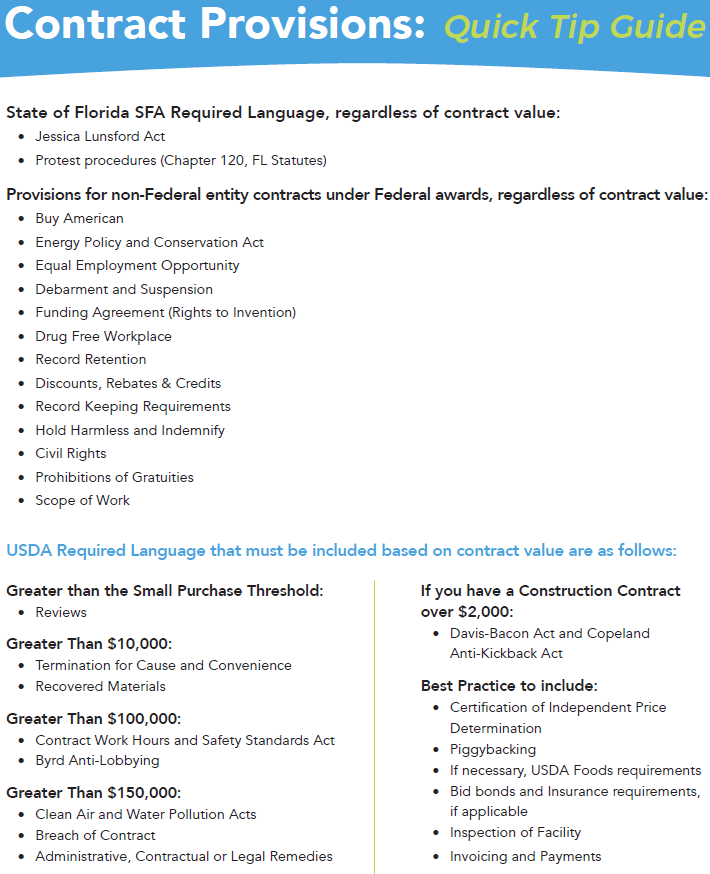 Contract Provisions: Quick Tip Guide
State of Florida SFA Required Language, regardless of contract value:
• Jessica Lunsford Act
• Protest procedures (Chapter 120, FL Statutes)
Provisions for non-Federal entity contracts under Federal awards, regardless of contract value:
• Buy American
• Energy Policy and Conservation Act
• Equal Employment Opportunity
• Debarment and Suspension
• Funding Agreement (Rights to Invention)
• Drug Free Workplace
• Record Retention
• Discounts, Rebates & Credits
• Record Keeping Requirements
• Hold Harmless and Indemnify
• Civil Rights
• Prohibitions of Gratuities
• Scope of Work
USDA Required Language that must be included based on contract value are as follows:
Greater than the Small Purchase Threshold:
• Reviews
Greater Than $10,000:
• Termination for Cause and Convenience
• Recovered Materials
Greater Than $100,000:
• Contract Work Hours and Safety Standards Act
• Byrd Anti-Lobbying
Greater Than $150,000:
• Clean Air and Water Pollution Acts
• Breach of Contract
• Administrative, Contractual or Legal Remedies
If you have a Construction Contract
over $2,000:
• Davis-Bacon Act and Copeland
Anti-Kickback Act
Best Practice to include:
• Certification of Independent Price
Determination
• Piggybacking
• If necessary, USDA Foods requirements
• Bid bonds and Insurance requirements,
if applicable
• Inspection of Facility
• Invoicing and Payments